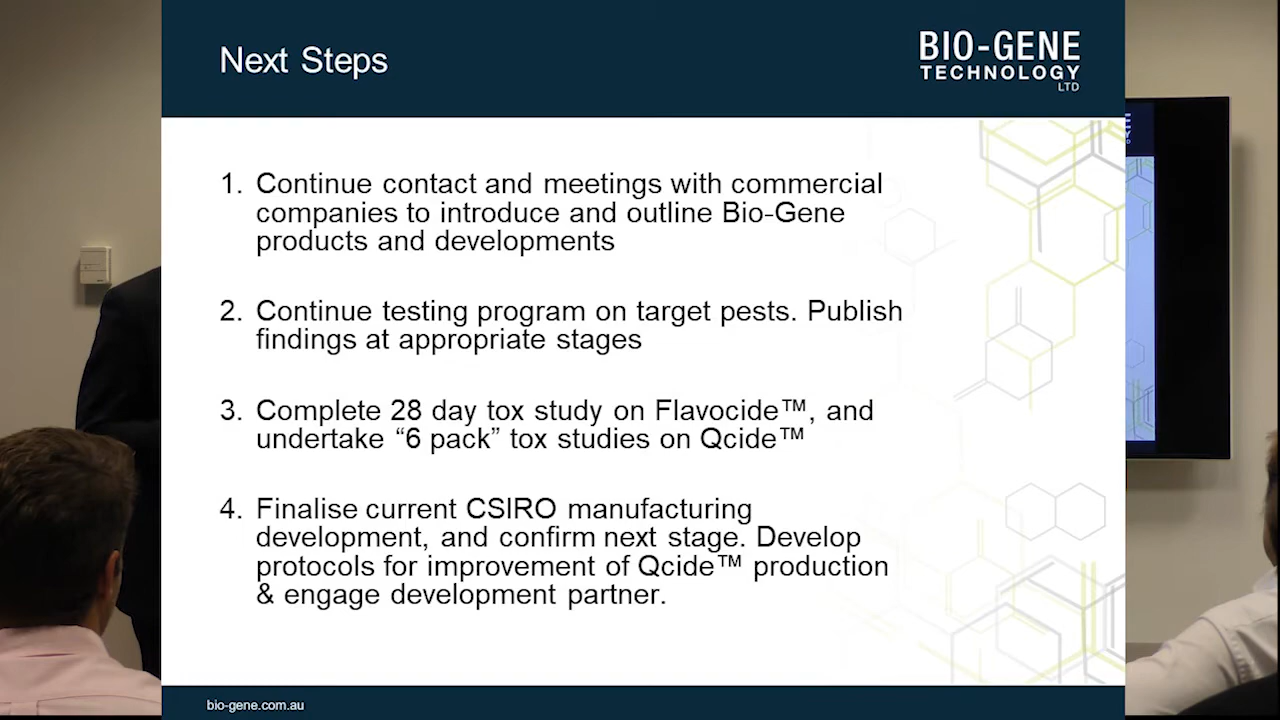 Next Steps
BIO-GENE
TECHNOLOGY
LTD
1. Continue contact and meetings with commercial
companies to introduce and outline Bio-Gene
products and developments
2. Continue testing program on target pests. Publish
findings at appropriate stages
3. Complete 28 day tox study on Flavocide™, and
undertake “6 pack” tox studies on Qcide™
4. Finalise current CSIRO manufacturing
development, and confirm next stage. Develop
protocols for improvement of Qcide™ production
& engage development partner.
bio-gene.com.au